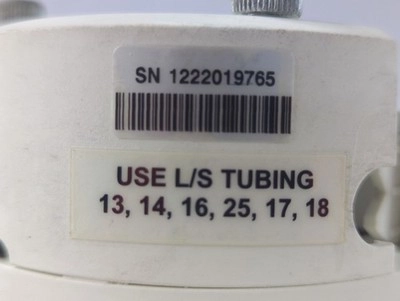 SN 1222019765
USE L/S TUBING
13, 14, 16, 25, 17, 18